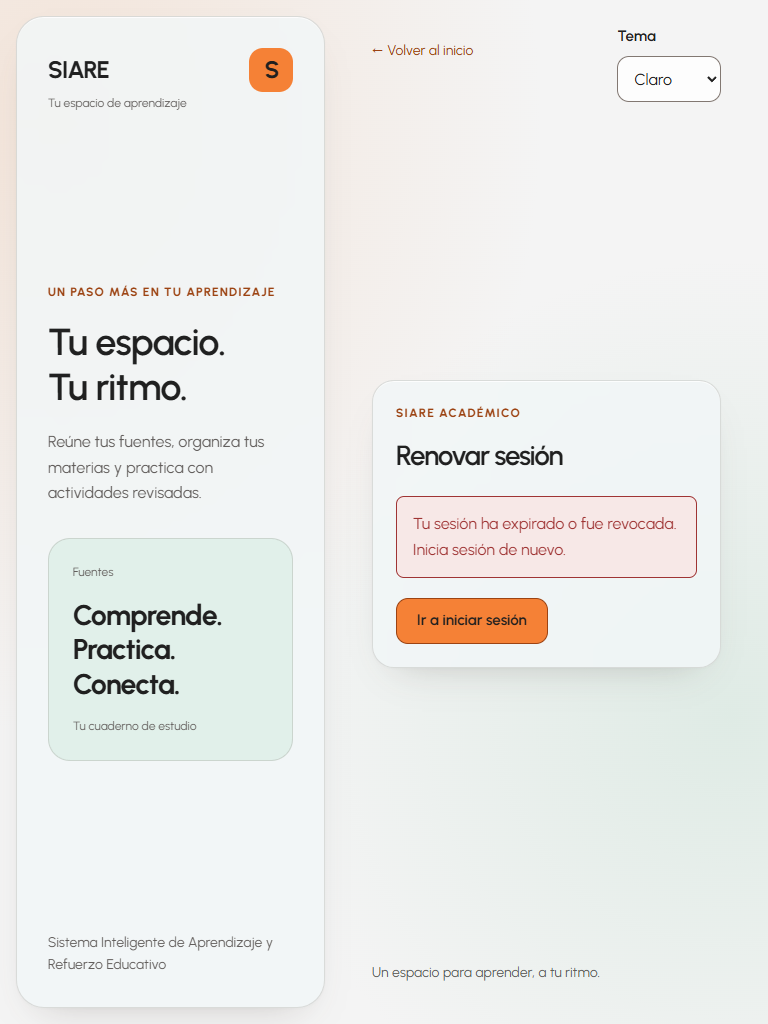 SIARE
S
Tu espacio de aprendizaje
UN PASO MÁS EN TU APRENDIZAJE
Tu espacio.
Tu ritmo.
Reúne tus fuentes, organiza tus
materias y practica con
actividades revisadas.
Fuentes
Comprende.
Practica.
Conecta.
Tu cuaderno de estudio
Sistema Inteligente de Aprendizaje y
Refuerzo Educativo
← Volver al inicio
Tema
Claro
SIARE ACADÉMICO
Renovar sesión
Tu sesión ha expirado o fue revocada.
Inicia sesión de nuevo.
Ir a iniciar sesión
Un espacio para aprender, a tu ritmo.